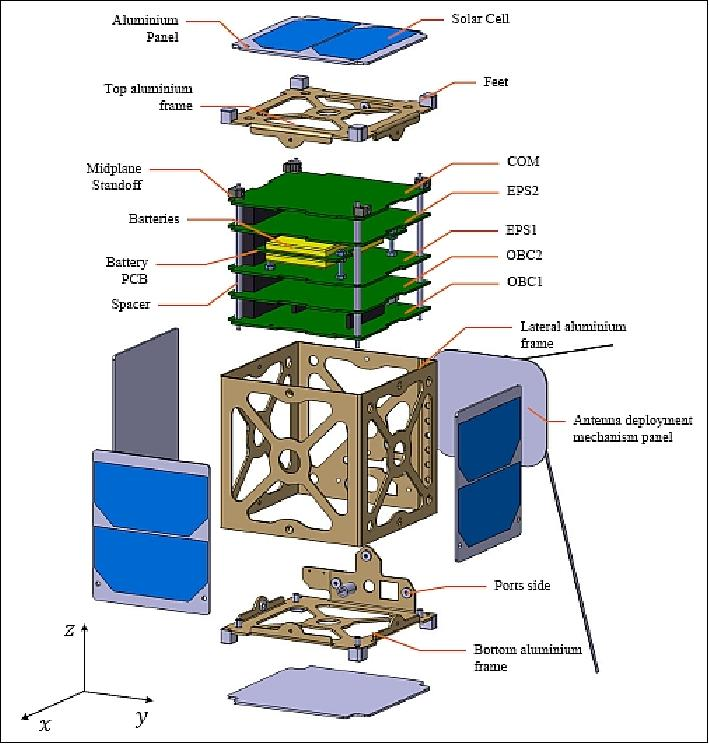 Aluminium
Panel
Solar Cell
Top aluminium
frame
Feet
Midplane
Standoff
COM
EPS2
Batteries
EPS1
Battery
PCB
OBC2
Spacer
OBC1
Lateral aluminium
frame
Antenna deployment
mechanism panel
Ports side
Bottom aluminium
frame
z
x
y